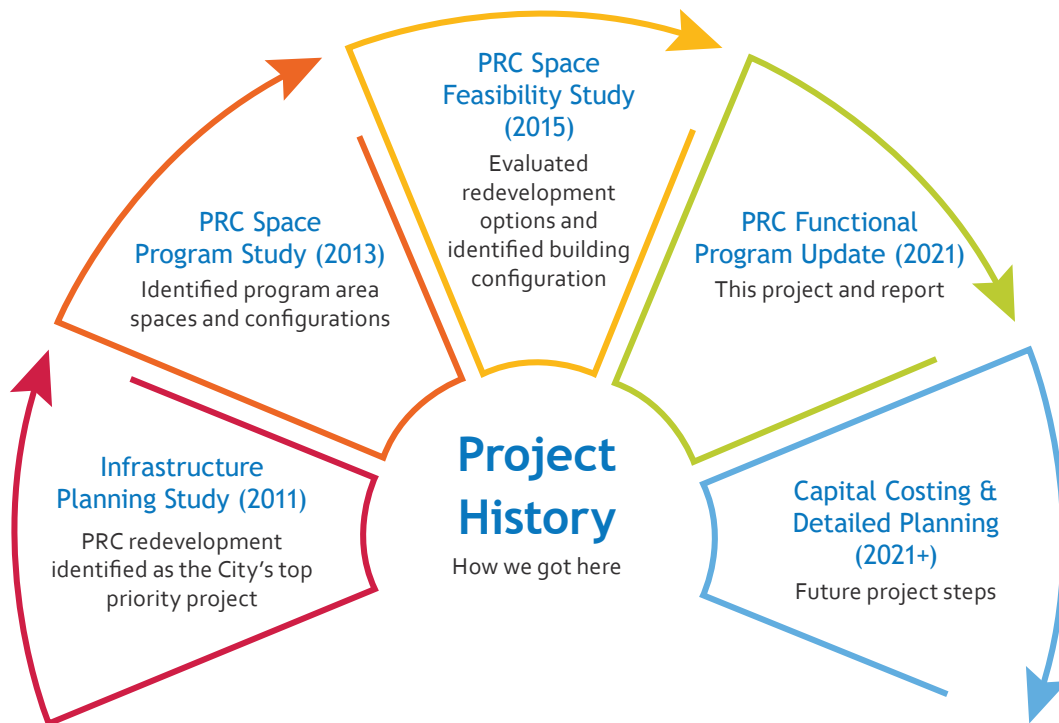 Infrastructure
Planning Study (2011)
PRC redevelopment
identified as the City's top
priority project
PRC Space
Program Study (2013)
Identified program area
spaces and configurations
PRC Space
Feasibility Study
(2015)
Evaluated
redevelopment
options and
identified building
configuration
PRC Functional
Program Update (2021)
This project and report
Capital Costing &
Detailed Planning
(2021+)
Future project steps
Project
History
How we got here